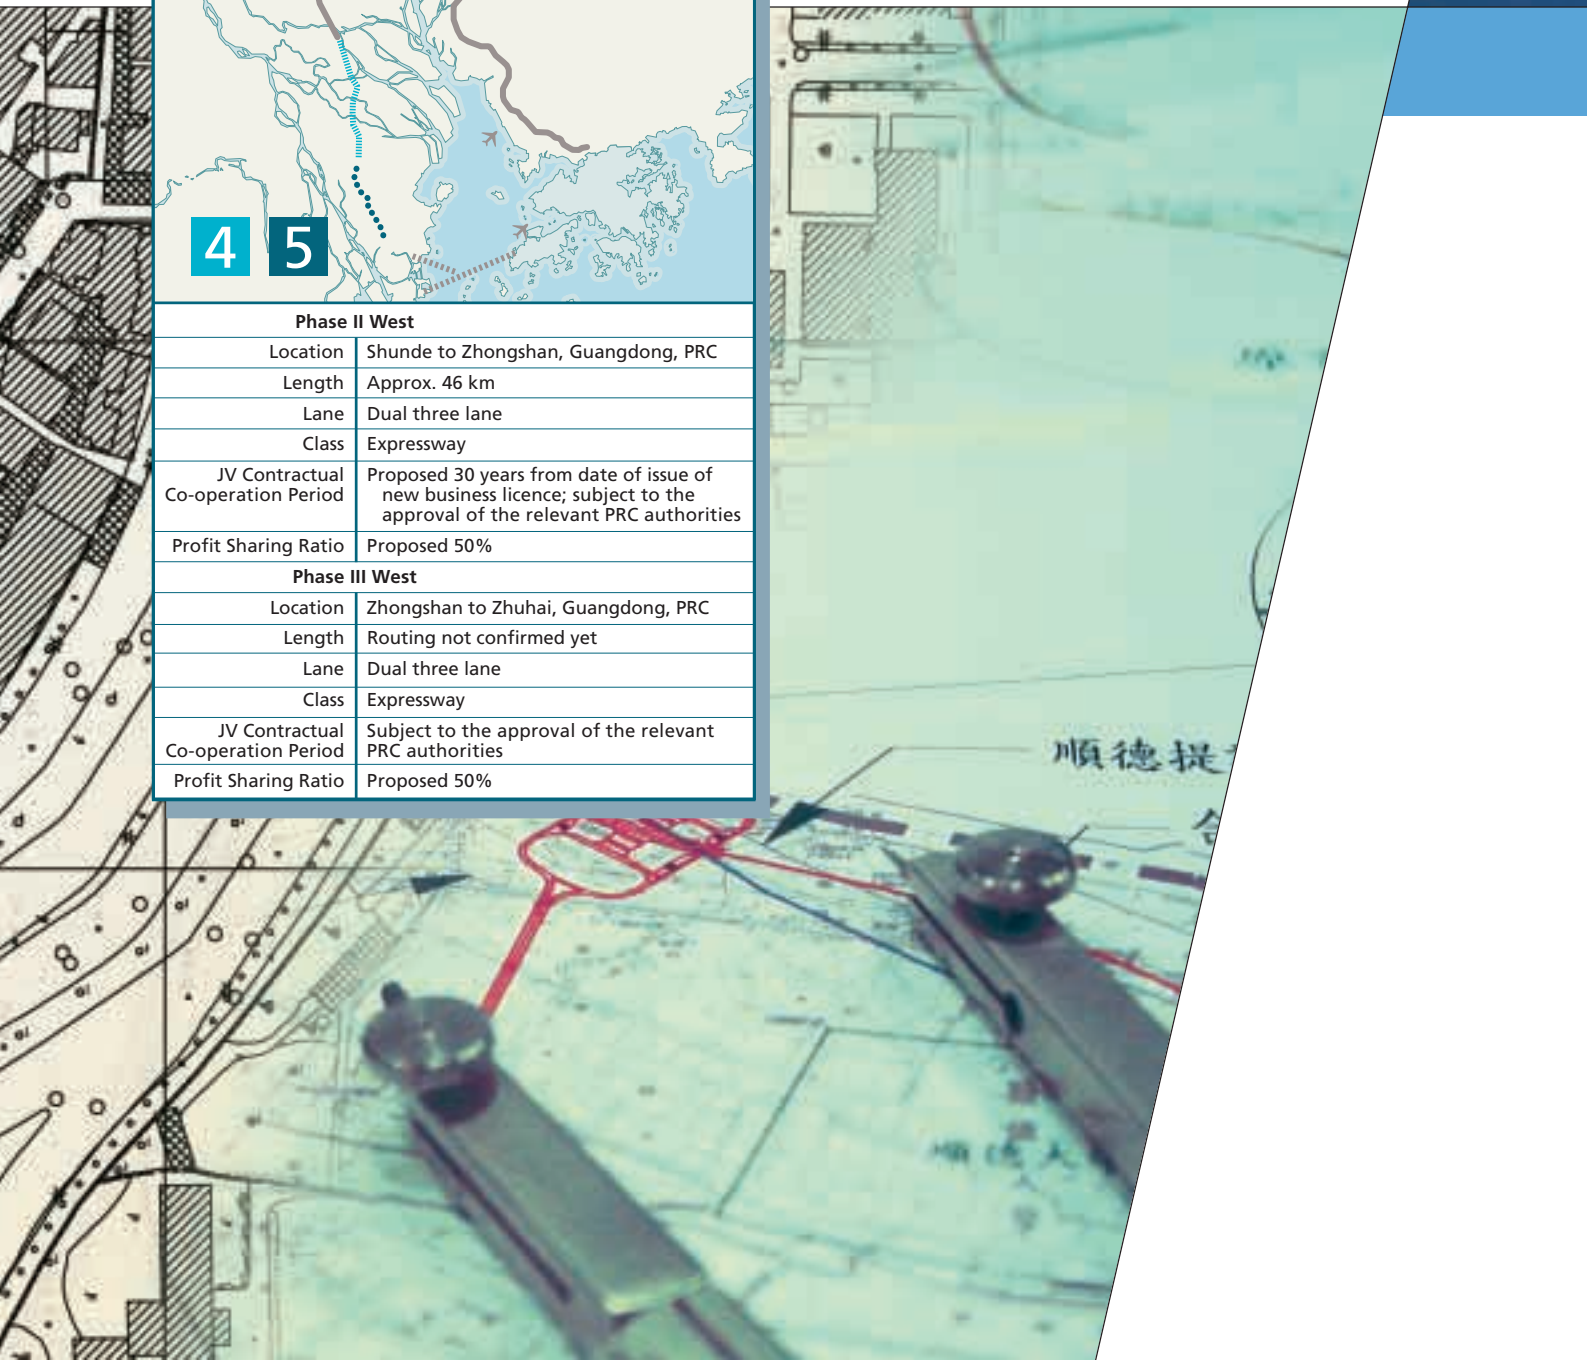 4 5
Phase II West
Location Shunde to Zhongshan, Guangdong, PRC
Length Approx. 46 km
Lane Dual three lane
Class Expressway
JV Contractual Co-operation Period Proposed 30 years from date of issue of
new business licence; subject to the
approval of the relevant PRC authorities
Profit Sharing Ratio Proposed 50%
Phase III West
Location Zhongshan to Zhuhai, Guangdong, PRC
Length Routing not confirmed yet
Lane Dual three lane
Class Expressway
JV Contractual Co-operation Period Subject to the approval of the relevant
PRC authorities
Profit Sharing Ratio Proposed 50%
順德提